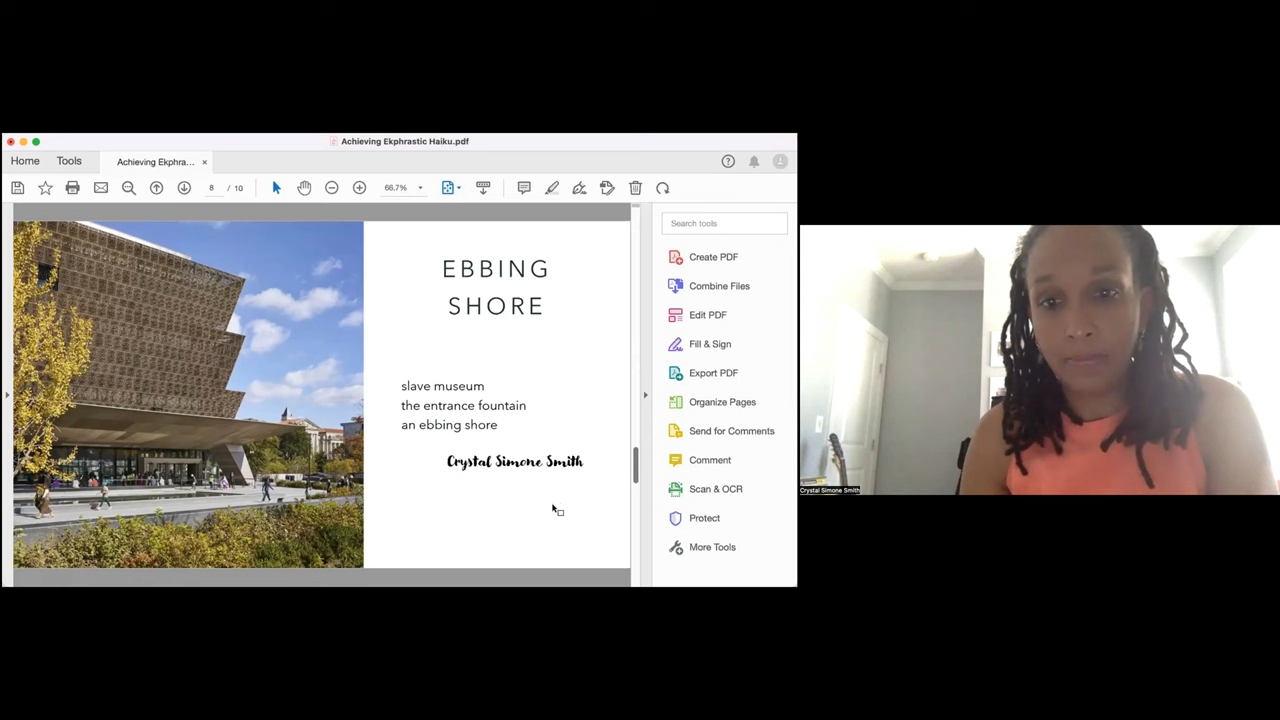 Achieving Ekphrastic Haiku.pdf
Home Tools Achieving Ekphra... ×
8 / 10 66.7%
EBBING
SHORE
slave museum
the entrance fountain
an ebbing shore
Crystal Simone Smith
Search tools
Create PDF
Combine Files
Edit PDF
Fill & Sign
Export PDF
Organize Pages
Send for Comments
Comment
Scan & OCR
Protect
More Tools
Crystal Simone Smith